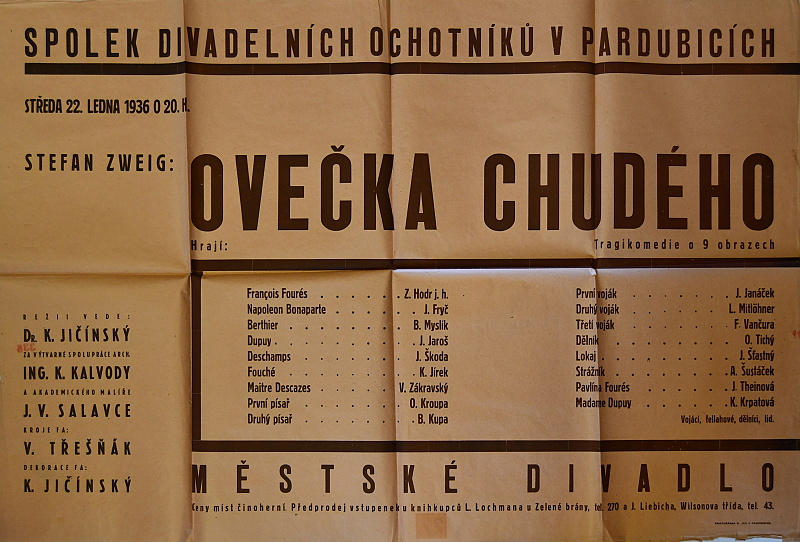 SPOLEK DIVADELNÍCH OCHOTNÍKŮ V PARDUBICÍCH
STŘEDA 22. LEDNA 1936 O 20. H.
STEFAN ZWEIG: OVEČKA CHUDÉHO
Hrají: Tragikomedie o 9 obrazech
REŽII VEDE:
DR. K. JIČÍNSKÝ
ZA VÝTVARNÉ SPOLUPRÁCE ARCH.
ING. K. KALVODY
A AKADEMICKÉHO MALÍŘE
J. V. SALAVCE
KROJE FA:
V. TŘEŠŇÁK
DEKORACE FA:
K. JIČÍNSKÝ
François Fourés . . . . . . Z. Hodr j. h.
Napoleon Bonaparte . . . . . J. Fryč
Berthier . . . . . . . . B. Myslik
Dupuy . . . . . . . . . J. Jaroš
Deschamps . . . . . . . J. Škoda
Fouché . . . . . . . . K. Jírek
Maitre Descazes . . . . . . V. Zákravský
První písař . . . . . . . O. Kroupa
Druhý písař . . . . . . . B. Kupa
První voják . . . . . . . J. Janáček
Druhý voják . . . . . . . L. Mitlöhner
Třetí voják . . . . . . . F. Vančura
Dělník . . . . . . . . O. Tichý
Lokaj . . . . . . . . . J. Šťastný
Strážník . . . . . . . . A. Šustáček
Pavlína Fourés . . . . . . J. Theinová
Madame Dupuy . . . . . . K. Krpatová
Vojáci, fellahové, dělníci, lid.
MĚSTSKÉ DIVADLO
Ceny míst činoherní. Předprodej vstupenek u knihkupců L. Lochmana u Zelené brány, tel. 270 a J. Liebicha, Wilsonova třída, tel. 43.